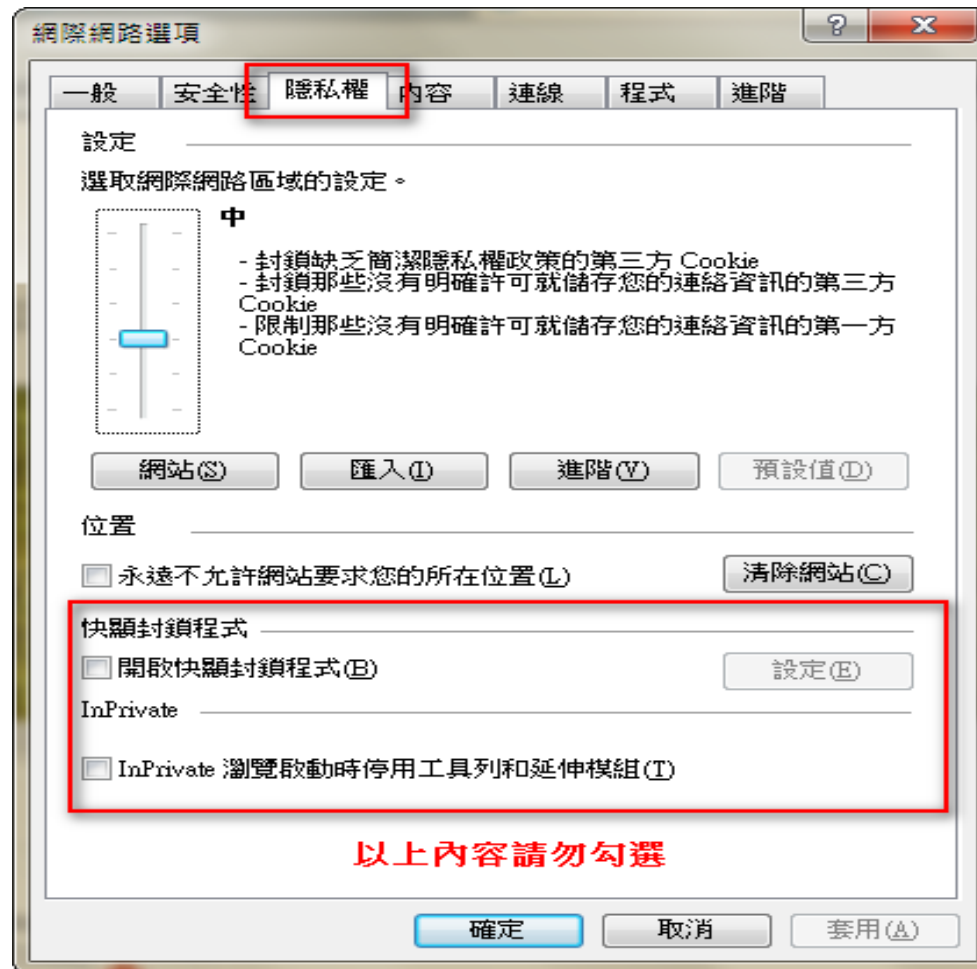 網際網路選項
一般 安全性 隱私權 內容 連線 程式 進階
設定
選取網際網路區域的設定。
中
- 封鎖缺乏簡潔隱私權政策的第三方 Cookie
- 封鎖那些沒有明確許可就儲存您的連絡資訊的第三方
Cookie
- 限制那些沒有明確許可就儲存您的連絡資訊的第一方
Cookie
網站(S) 匯入(I) 進階(V) 預設值(D)
位置
永遠不允許網站要求您的所在位置(L) 清除網站(C)
快顯封鎖程式
開啟快顯封鎖程式(B) 設定(E)
InPrivate
InPrivate 瀏覽啟動時停用工具列和延伸模組(T)
以上內容請勿勾選
確定 取消 套用(A)